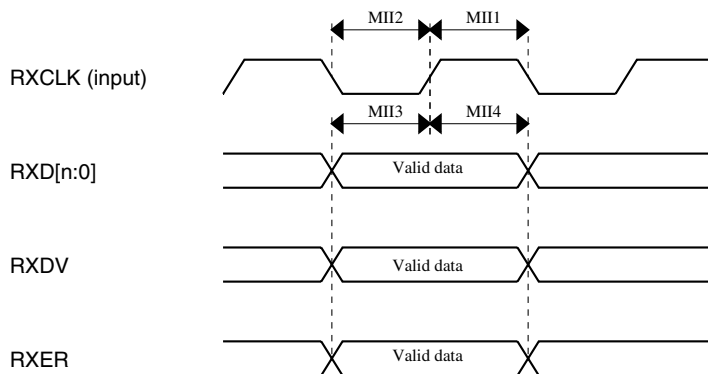 MII2 MII1
RXCLK (input)
MII3 MII4
RXD[n:0] Valid data
RXDV Valid data
RXER Valid data